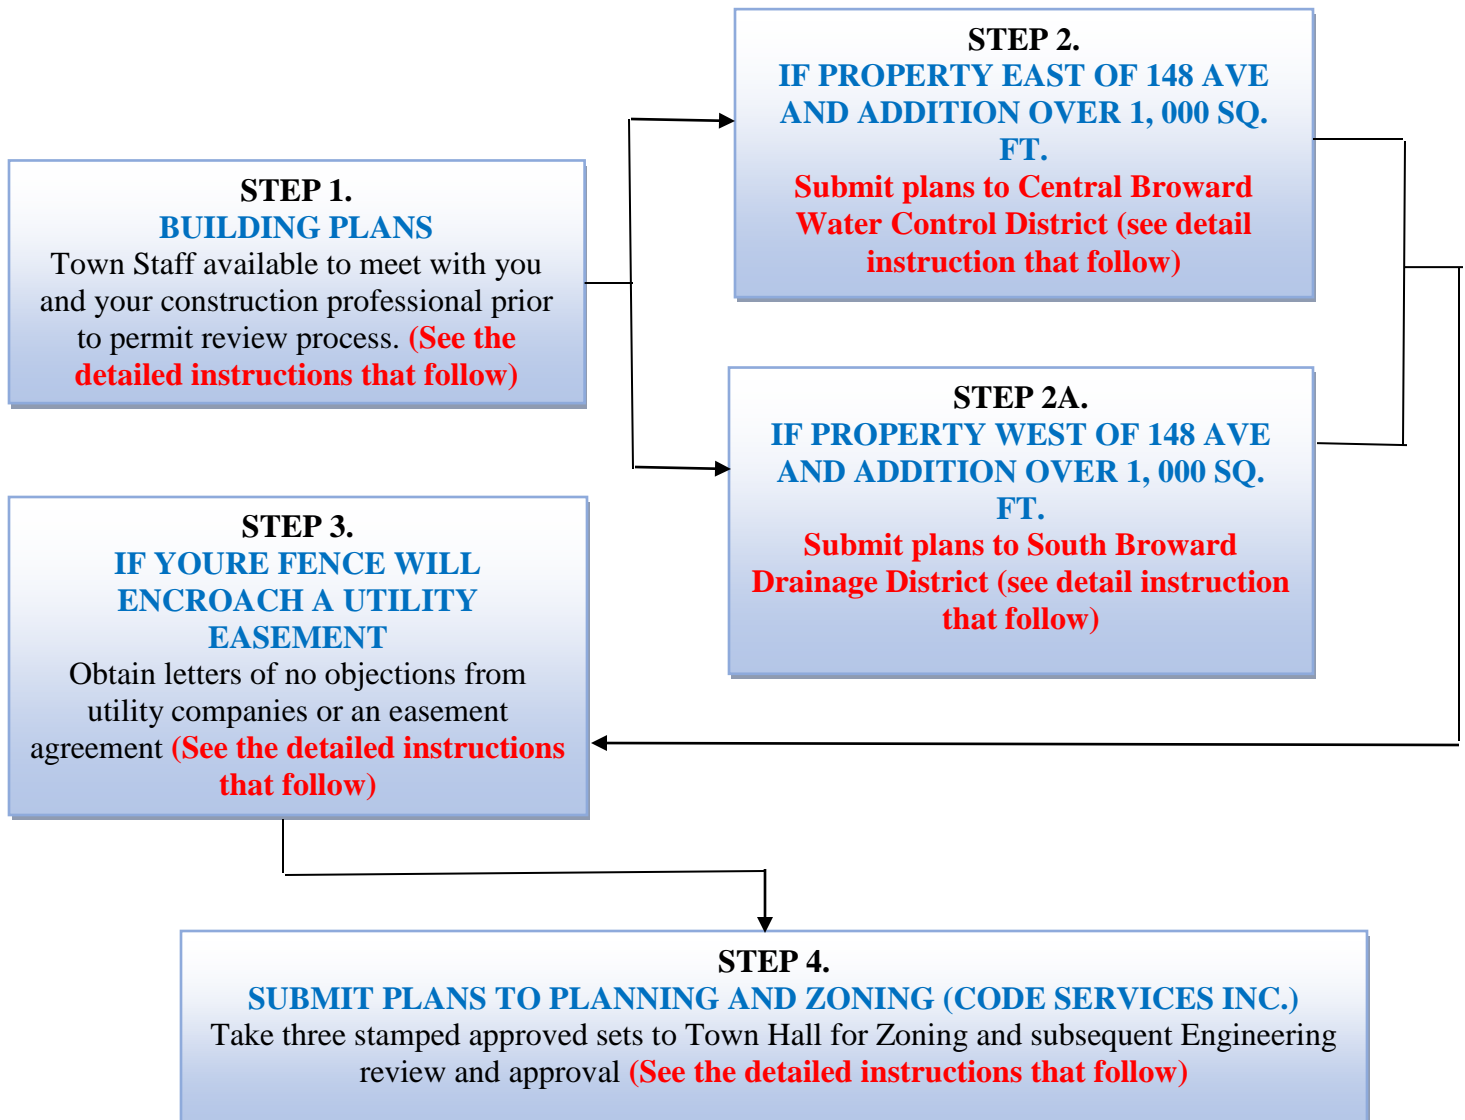 STEP 1.
BUILDING PLANS
Town Staff available to meet with you
and your construction professional prior
to permit review process. (See the
detailed instructions that follow)
STEP 2.
IF PROPERTY EAST OF 148 AVE
AND ADDITION OVER 1, 000 SQ.
FT.
Submit plans to Central Broward
Water Control District (see detail
instruction that follow)
STEP 2A.
IF PROPERTY WEST OF 148 AVE
AND ADDITION OVER 1, 000 SQ.
FT.
Submit plans to South Broward
Drainage District (see detail instruction
that follow)
STEP 3.
IF YOURE FENCE WILL
ENCROACH A UTILITY
EASEMENT
Obtain letters of no objections from
utility companies or an easement
agreement (See the detailed instructions
that follow)
STEP 4.
SUBMIT PLANS TO PLANNING AND ZONING (CODE SERVICES INC.)
Take three stamped approved sets to Town Hall for Zoning and subsequent Engineering
review and approval (See the detailed instructions that follow)